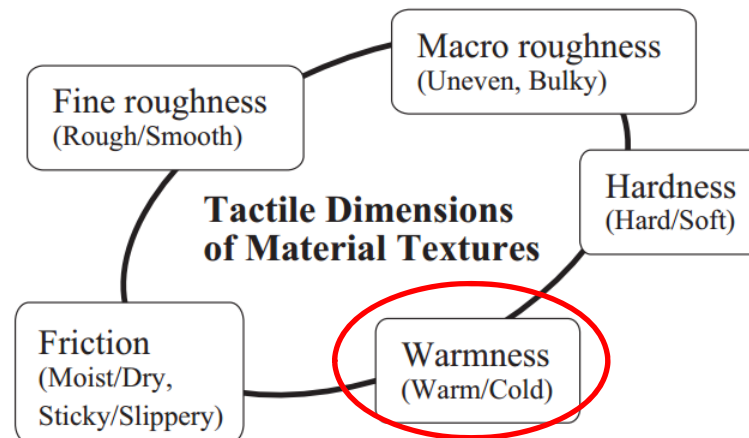 Macro roughness
(Uneven, Bulky)
Fine roughness
(Rough/Smooth)
Hardness
(Hard/Soft)
Tactile Dimensions
of Material Textures
Friction
(Moist/Dry,
Sticky/Slippery)
Warmness
(Warm/Cold)